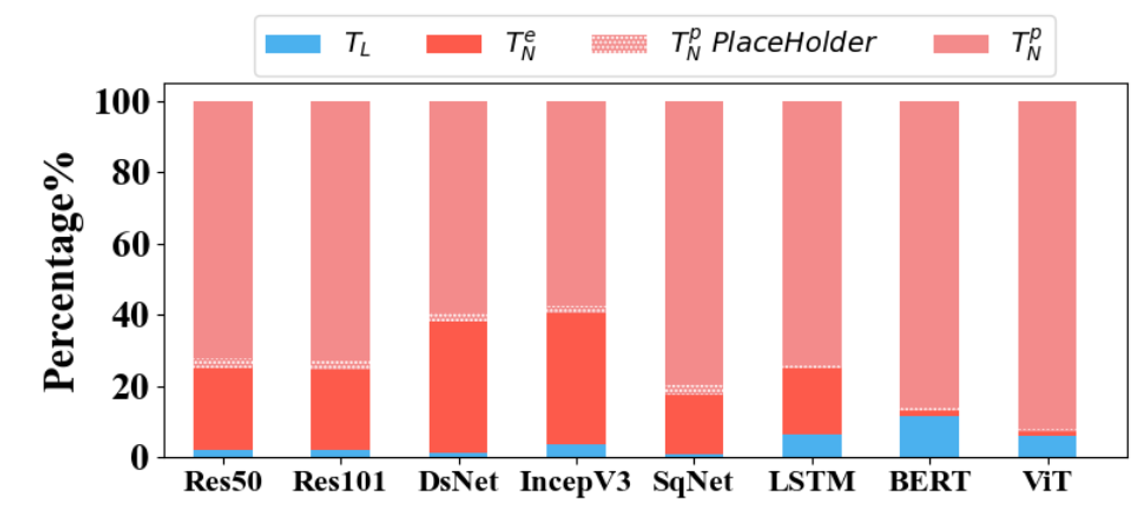 T_L T_N^e T_N^p PlaceHolder T_N^p
Percentage%
100
80
60
40
20
0
Res50 Res101 DsNet IncepV3 SqNet LSTM BERT ViT